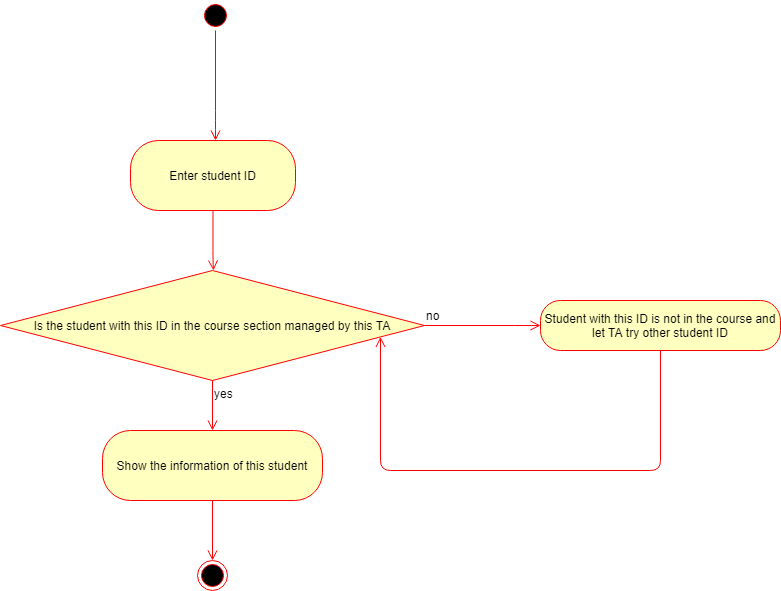 Enter student ID
Is the student with this ID in the course section managed by this TA
no
Student with this ID is not in the course and
let TA try other student ID
yes
Show the information of this student